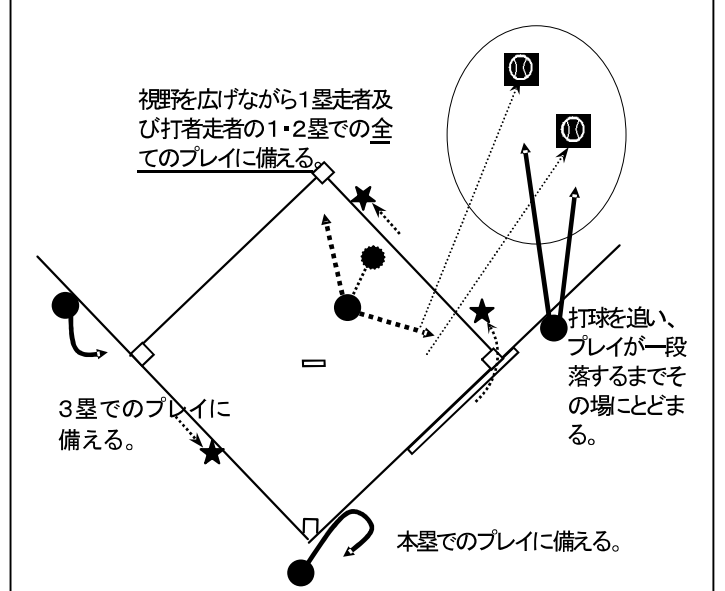 視野を広げながら1塁走者及
び打者走者の1・2塁での全
てのプレイに備える。
打球を追い、
プレイが一段
落するまでそ
の場にとどま
る。
3塁でのプレイに
備える。
本塁でのプレイに備える。